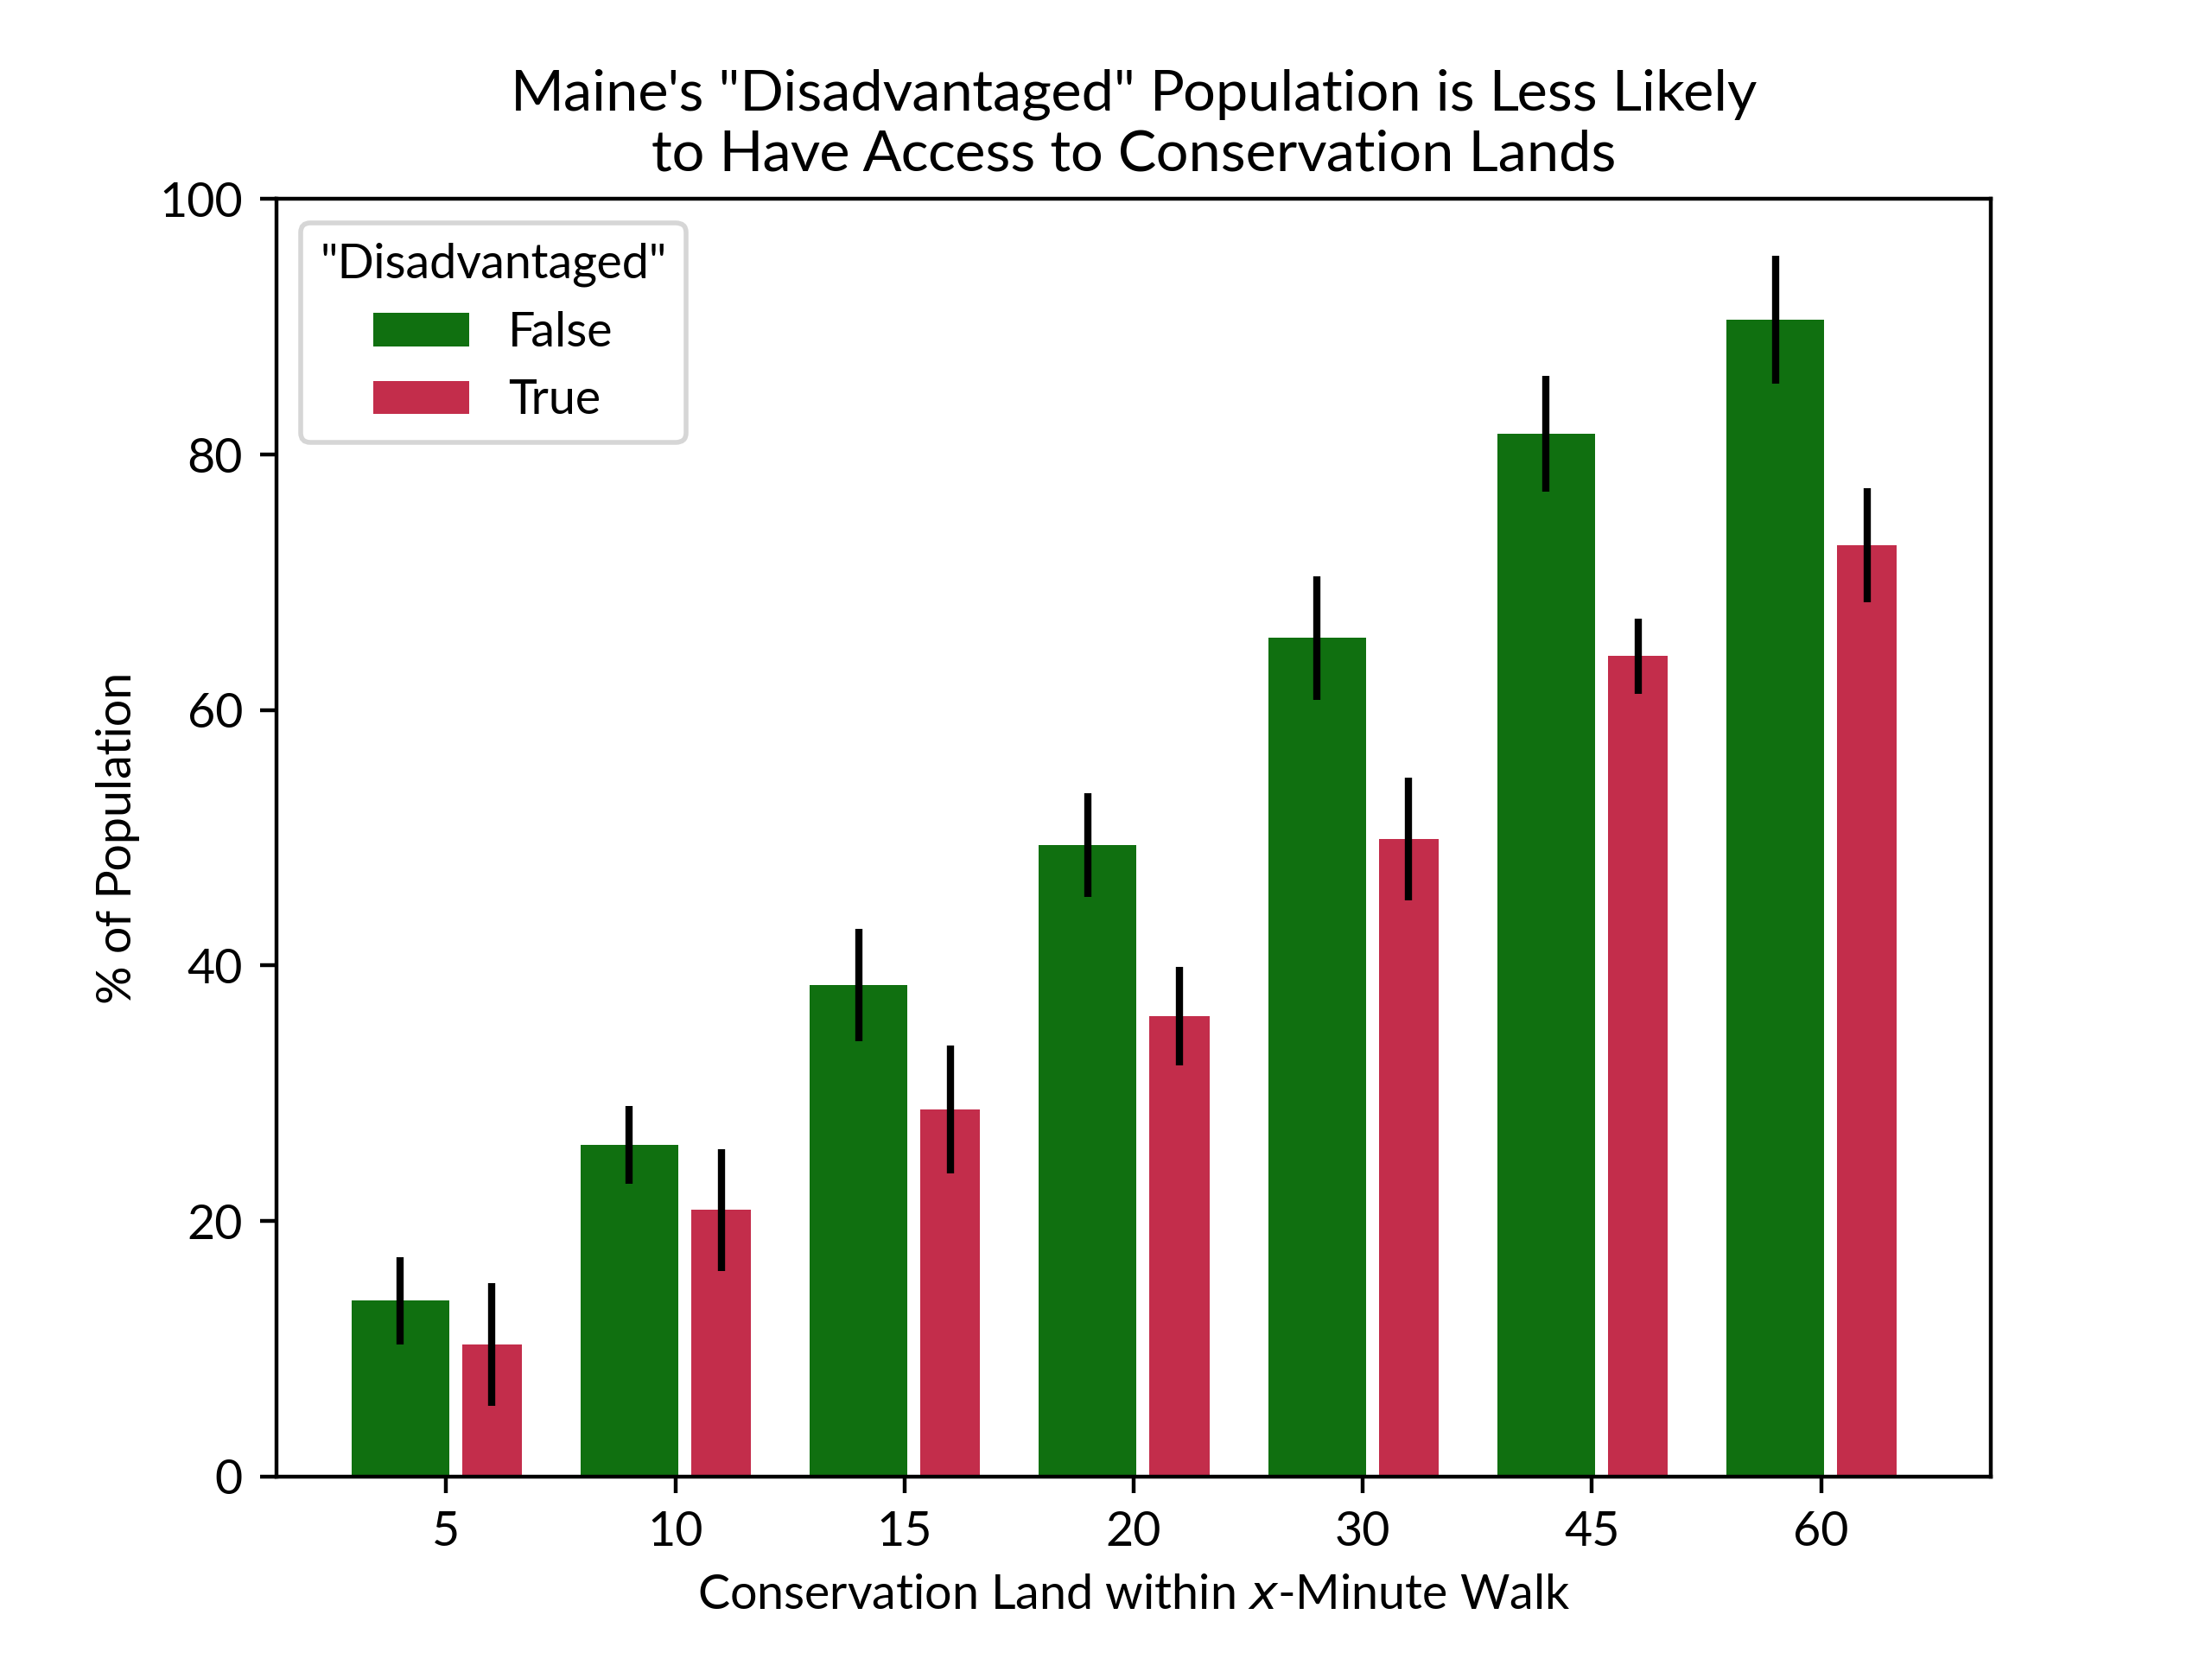 Maine's "Disadvantaged" Population is Less Likely
to Have Access to Conservation Lands
"Disadvantaged"
False
True
100
80
60
40
20
0
% of Population
5 10 15 20 30 45 60
Conservation Land within x-Minute Walk